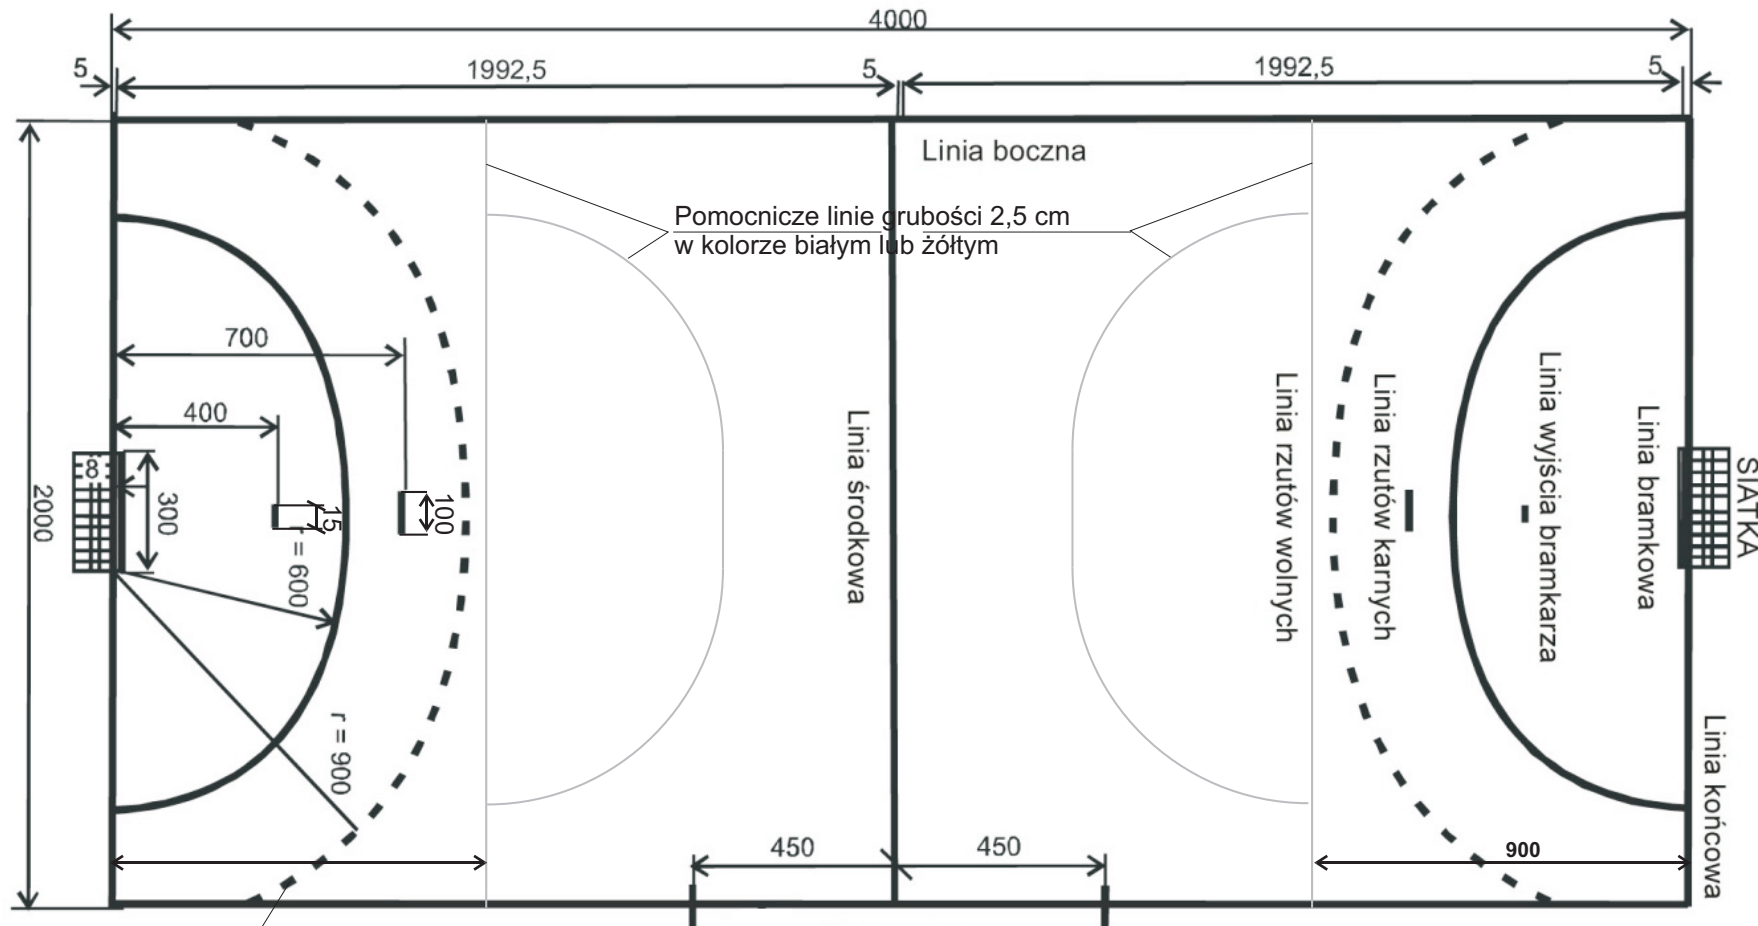 4000
5
1992,5
5
1992,5
5
Linia boczna
Pomocnicze linie grubości 2,5 cm
w kolorze białym lub żółtym
700
400
8
300
2000
15
100
r = 600
r = 900
Linia środkowa
Linia rzutów wolnych
Linia rzutów karnych
Linia wyjścia bramkarza
Linia bramkowa
SIATKA
Linia końcowa
450
450
900